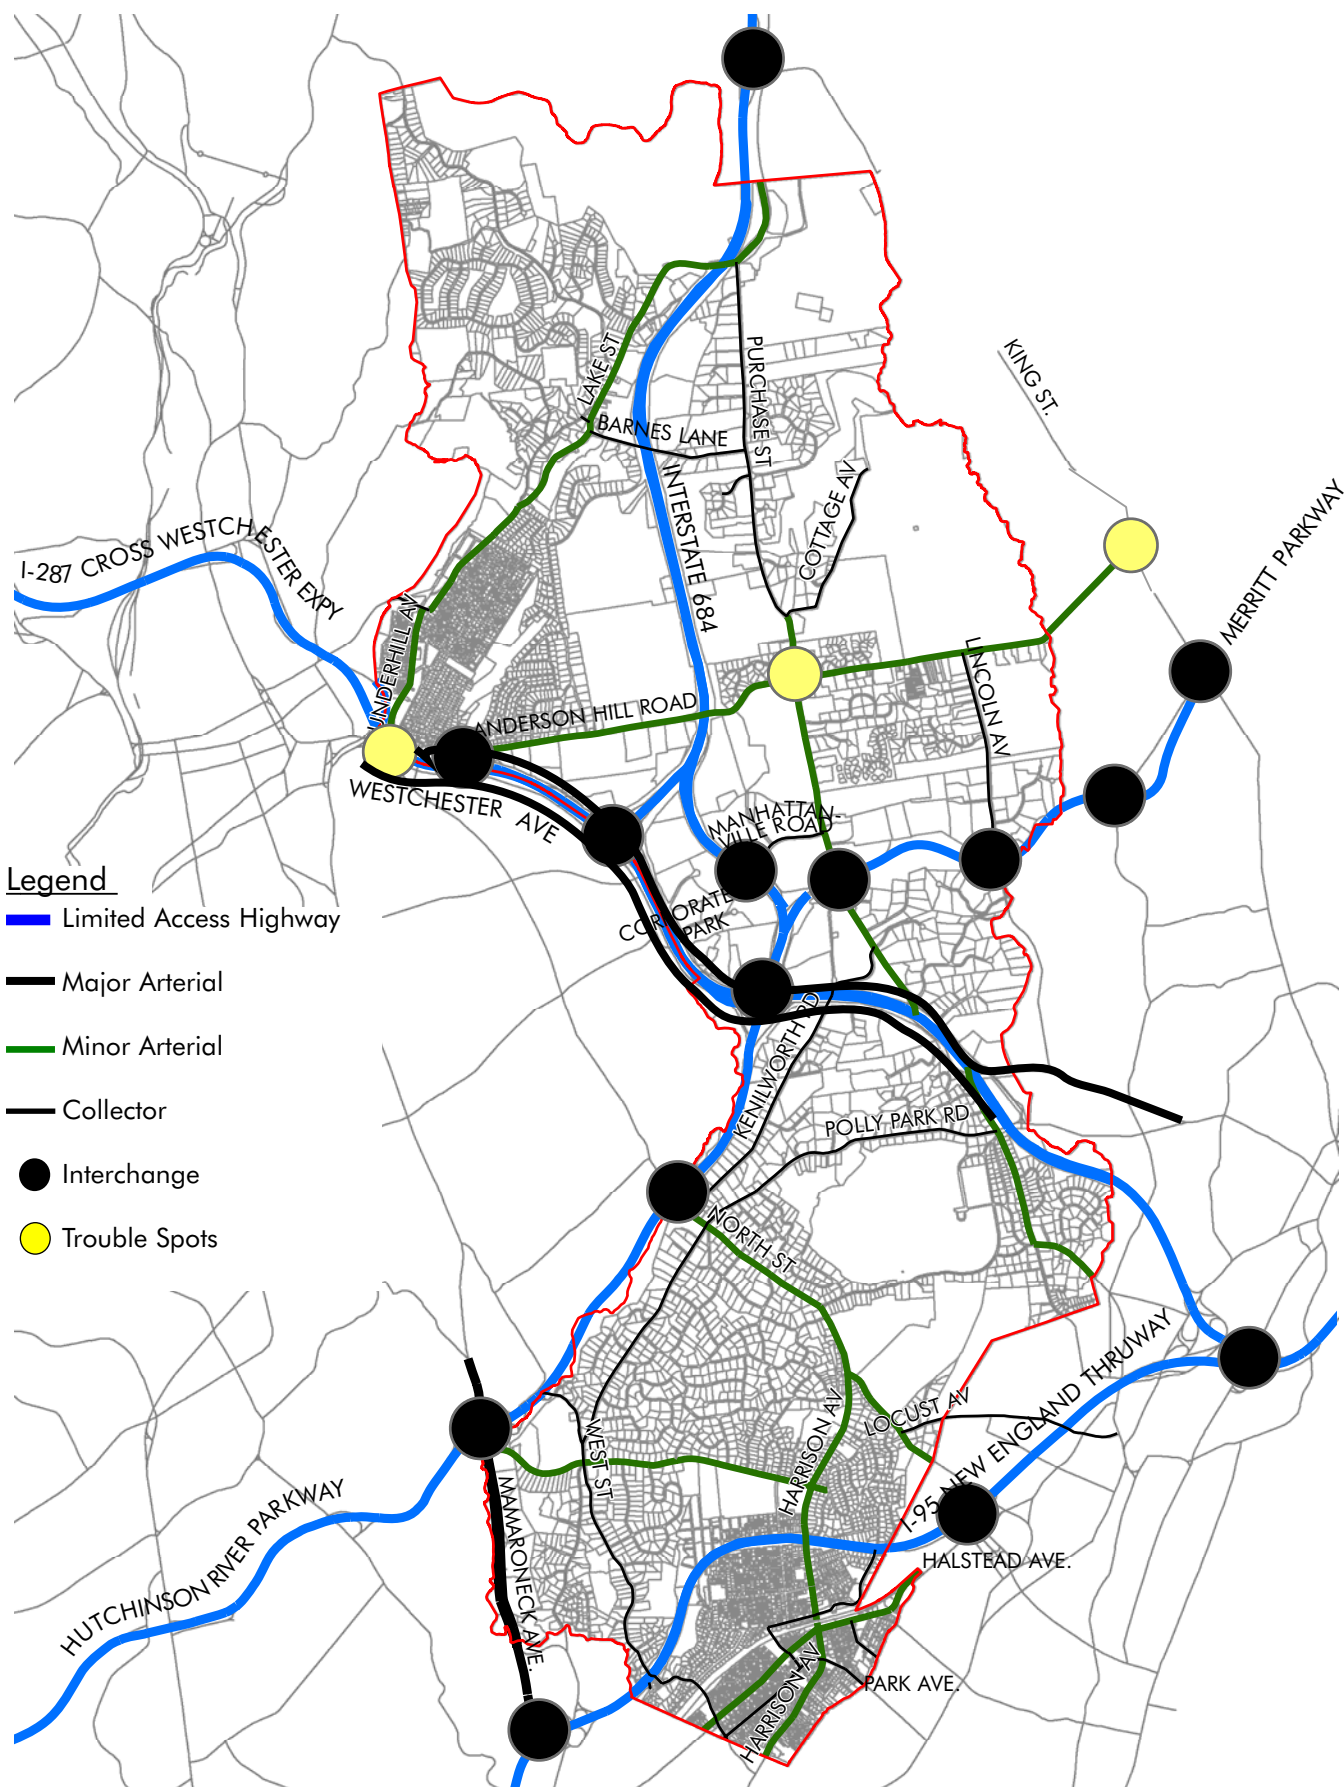 KING ST.
LAKE ST
PURCHASE ST
BARNES LANE
INTERSTATE 684
COTTAGE AV
MERRITT PARKWAY
I-287 CROSS WESTCHESTER EXPY
UNDERHILL AV
LINCOLN AV
ANDERSON HILL ROAD
WESTCHESTER AVE
MANHATTAN-
VILLE ROAD
CORPORATE
PARK
Legend
Limited Access Highway
Major Arterial
Minor Arterial
Collector
Interchange
Trouble Spots
KENILWORTH RD
POLLY PARK RD
NORTH ST
I-95 NEW ENGLAND THRUWAY
LOCUST AV
HARRISON AV
WEST ST
MAMARONECK AVE.
HUTCHINSON RIVER PARKWAY
HALSTEAD AVE.
PARK AVE.
HARRISON AV